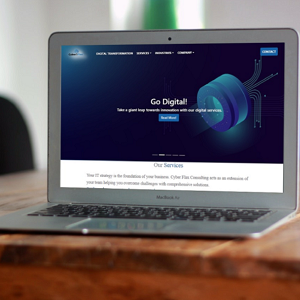 DIGITAL TRANSFORMATION SERVICES INDUSTRIES COMPANY CONTACT
Go Digital!
Take a giant leap towards innovation with our digital services.
Read More!
Our Services
Your IT strategy is the foundation of your business. Cyber Flux Consulting acts as an extension of
your team helping you overcome challenges with comprehensive solutions.
MacBook Air